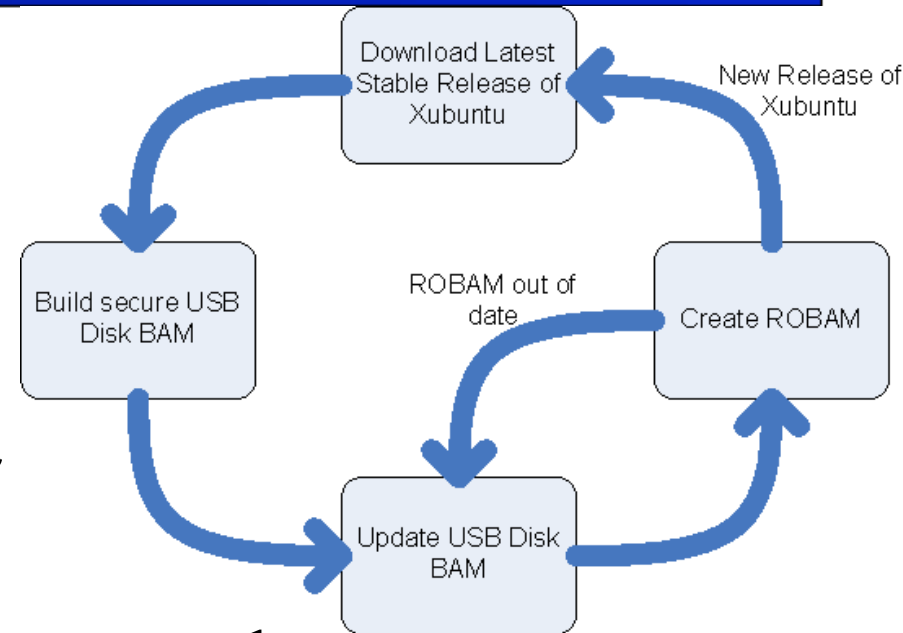 Download Latest
Stable Release of
Xubuntu
New Release of
Xubuntu
Build secure USB
Disk BAM
ROBAM out of
date
Create ROBAM
Update USB Disk
BAM